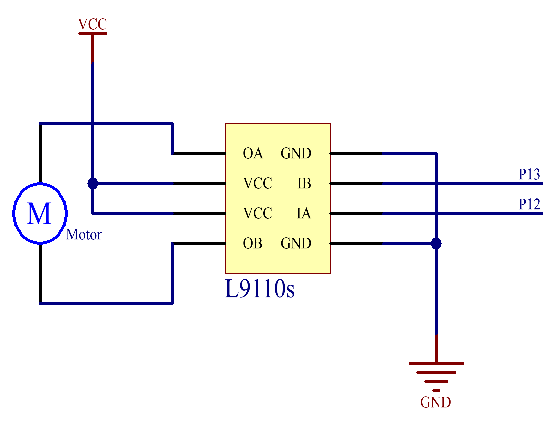 VCC
OA GND
VCC IB P13
VCC IA P12
M
Motor
OB GND
L9110s
GND